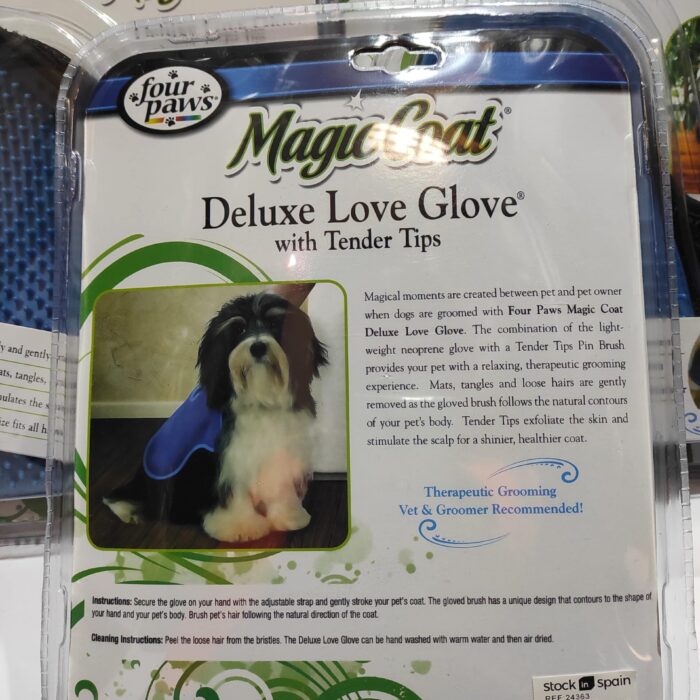 four
paws
Magic Coat®
Deluxe Love Glove®
with Tender Tips
Magical moments are created between pet and pet owner
when dogs are groomed with Four Paws Magic Coat
Deluxe Love Glove. The combination of the light-
weight neoprene glove with a Tender Tips Pin Brush
provides your pet with a relaxing, therapeutic grooming
experience. Mats, tangles and loose hairs are gently
removed as the gloved brush follows the natural contours
of your pet's body. Tender Tips exfoliate the skin and
stimulate the scalp for a shinier, healthier coat.
Therapeutic Grooming
Vet & Groomer Recommended!
y and gently
ats, tangles,
ulates the s
ize fits all h
Instructions: Secure the glove on your hand with the adjustable strap and gently stroke your pet's coat. The gloved brush has a unique design that contours to the shape of
your hand and your pet's body. Brush pet's hair following the natural direction of the coat.
Cleaning Instructions: Peel the loose hair from the bristles. The Deluxe Love Glove can be hand washed with warm water and then air dried.
Stock in Spain
REF 24363